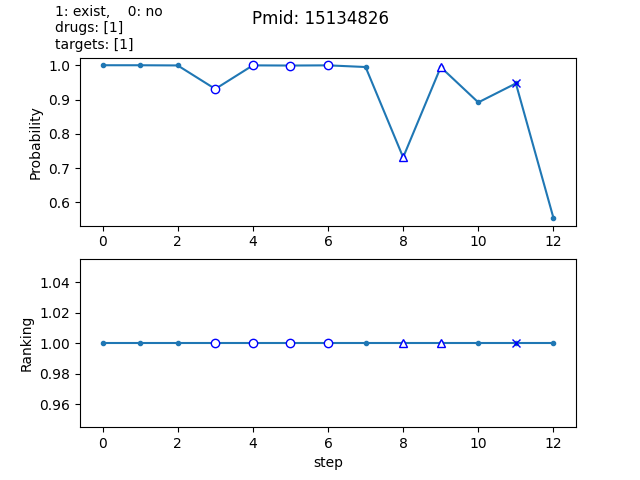 1: exist,    0: no
drugs: [1]
targets: [1]
Pmid: 15134826
Probability
1.0
0.9
0.8
0.7
0.6
0 2 4 6 8 10 12
Ranking
1.04
1.02
1.00
0.98
0.96
0 2 4 6 8 10 12
step